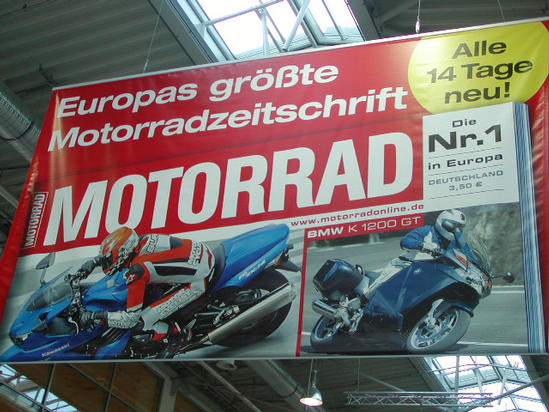 Europas größte
Motorradzeitschrift
Alle
14 Tage
neu!
Die
Nr.1
in Europa
DEUTSCHLAND
3,50 €
MOTORRAD
MOTORRAD
www.motorradonline.de
BMW K 1200 GT
Kawasaki